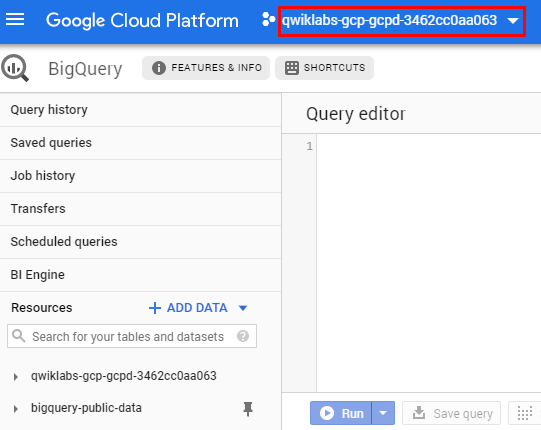 Google Cloud Platform qwiklabs-gcp-gcpd-3462cc0aa063
BigQuery FEATURES & INFO SHORTCUTS
Query history
Saved queries
Job history
Transfers
Scheduled queries
BI Engine
Resources ADD DATA
Search for your tables and datasets ?
qwiklabs-gcp-gcpd-3462cc0aa063
bigquery-public-data
Query editor
1
Run Save query